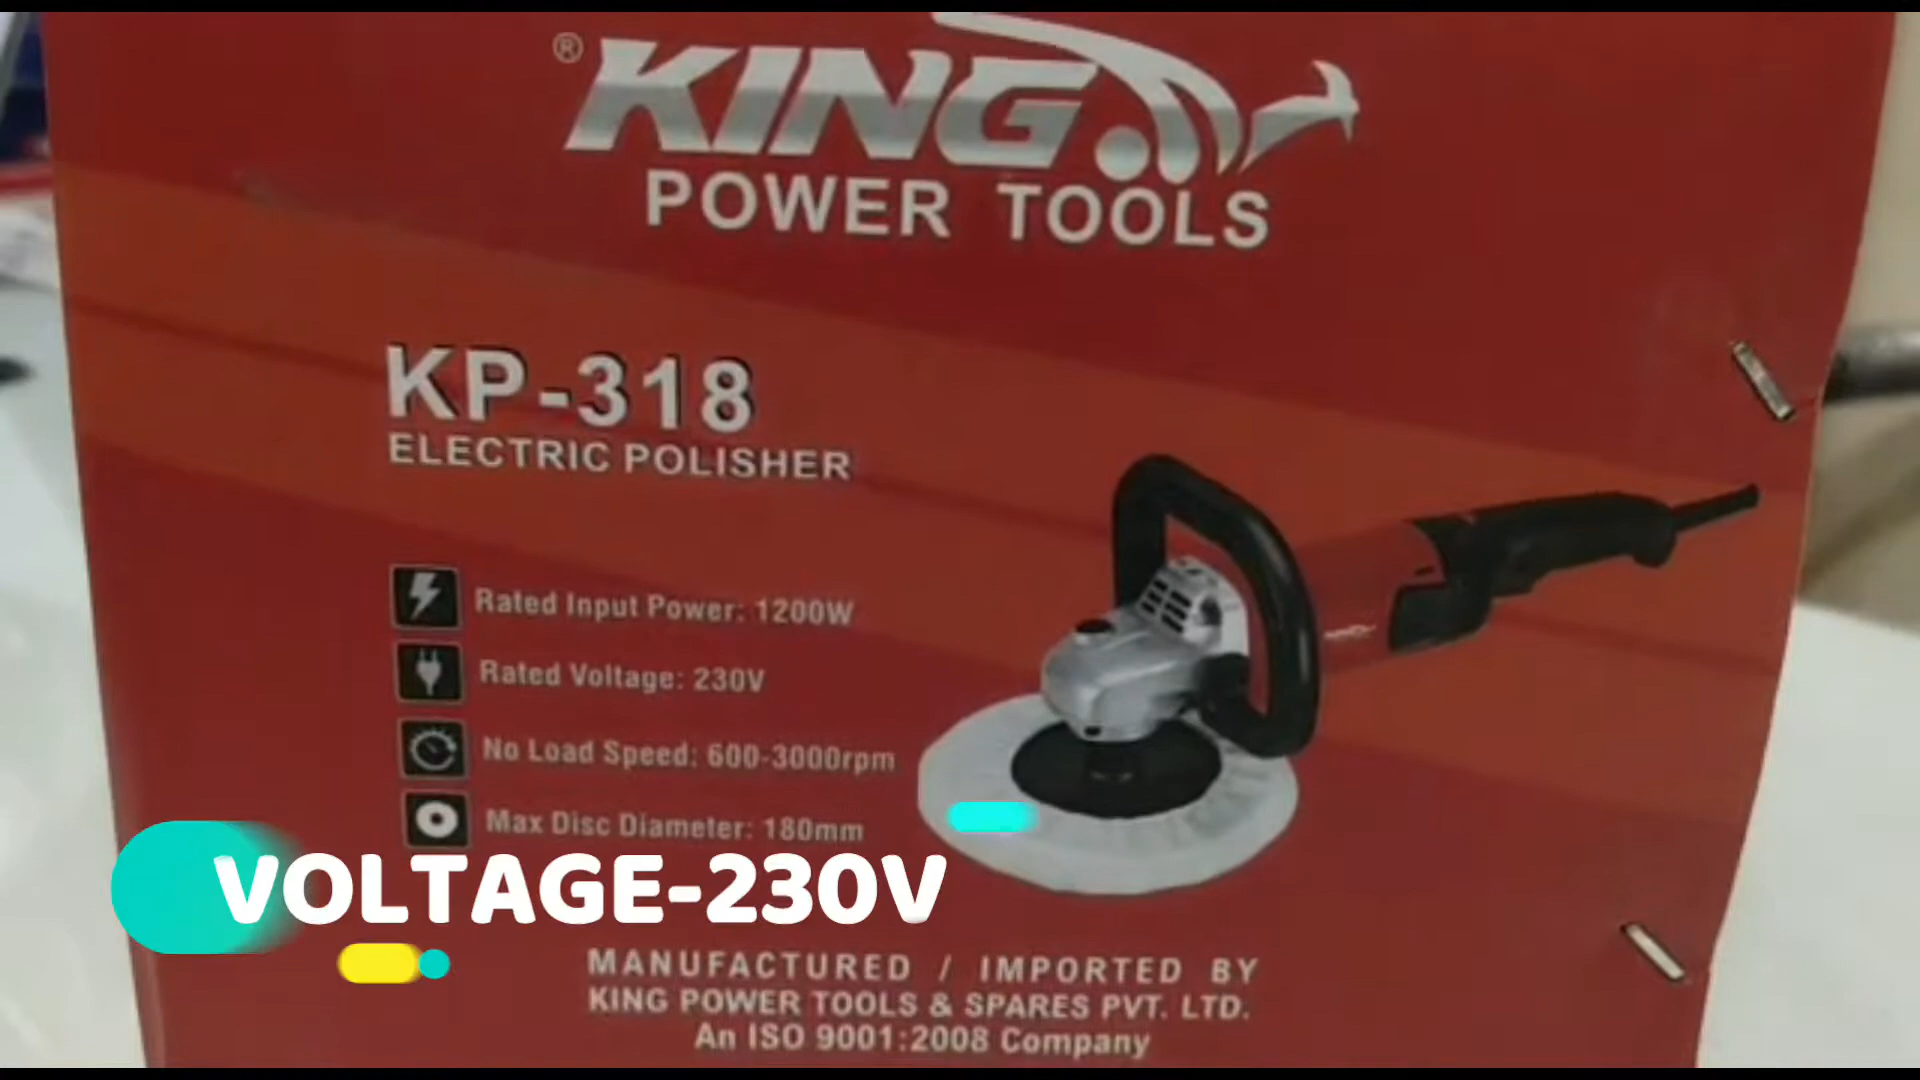 ® KING
POWER TOOLS
KP-318
ELECTRIC POLISHER
Rated Input Power: 1200W
Rated Voltage: 230V
No Load Speed: 600-3000rpm
Max Disc Diameter: 180mm
VOLTAGE-230V
MANUFACTURED / IMPORTED BY
KING POWER TOOLS & SPARES PVT. LTD.
An ISO 9001:2008 Company